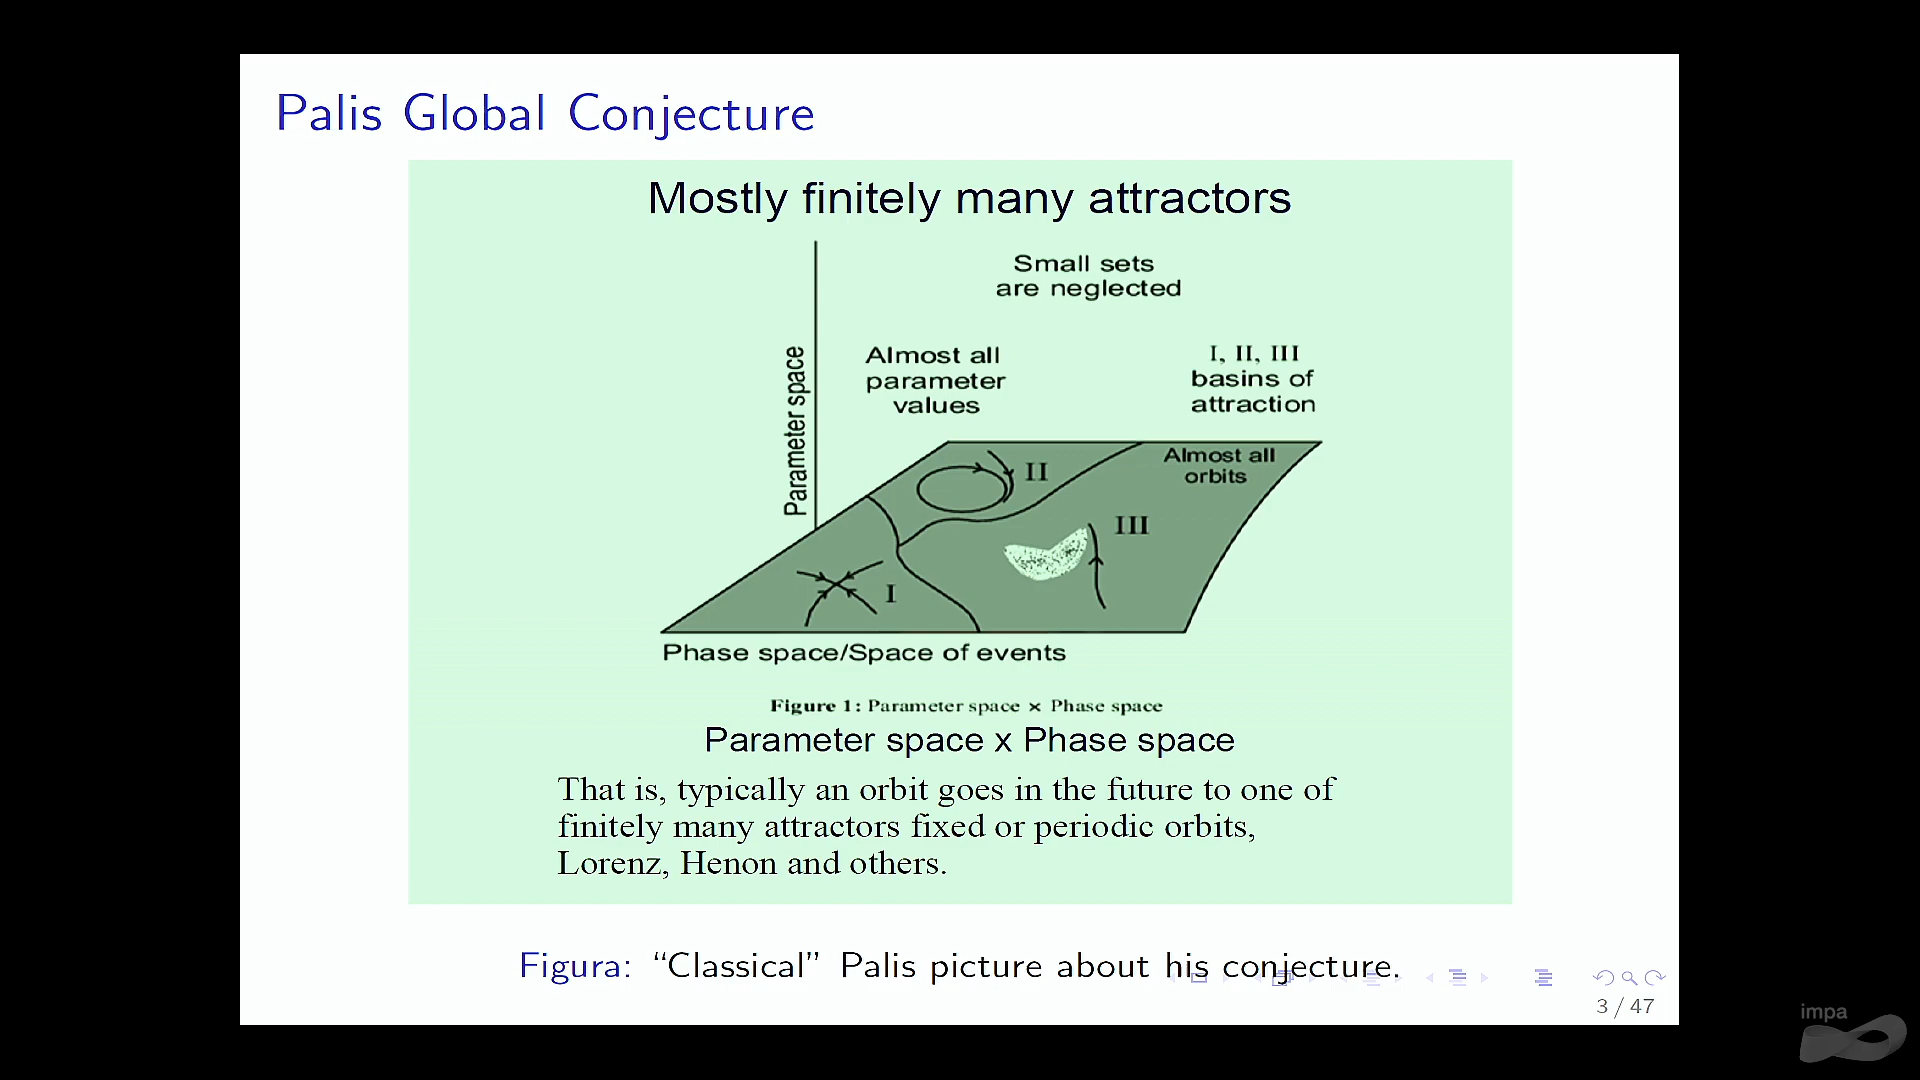 Palis Global Conjecture
Mostly finitely many attractors
Small sets
are neglected
Parameter space
Almost all
parameter
values
I, II, III
basins of
attraction
Almost all
orbits
II
III
I
Phase space/Space of events
Figure 1: Parameter space × Phase space
Parameter space x Phase space
That is, typically an orbit goes in the future to one of
finitely many attractors fixed or periodic orbits,
Lorenz, Henon and others.
Figura: “Classical” Palis picture about his conjecture.
3 / 47
impa